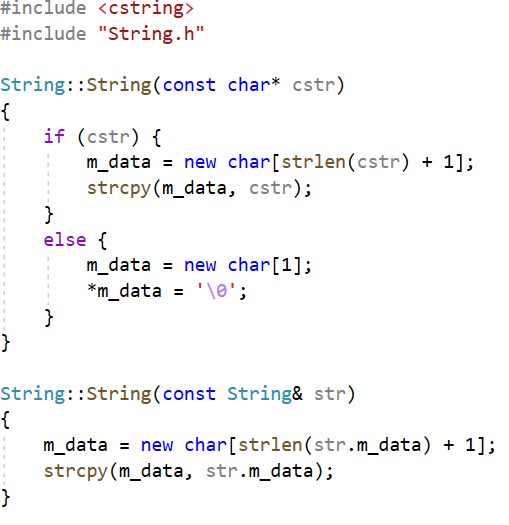 #include <cstring>
#include "String.h"

String::String(const char* cstr)
{
    if (cstr) {
        m_data = new char[strlen(cstr) + 1];
        strcpy(m_data, cstr);
    }
    else {
        m_data = new char[1];
        *m_data = '\0';
    }
}

String::String(const String& str)
{
    m_data = new char[strlen(str.m_data) + 1];
    strcpy(m_data, str.m_data);
}